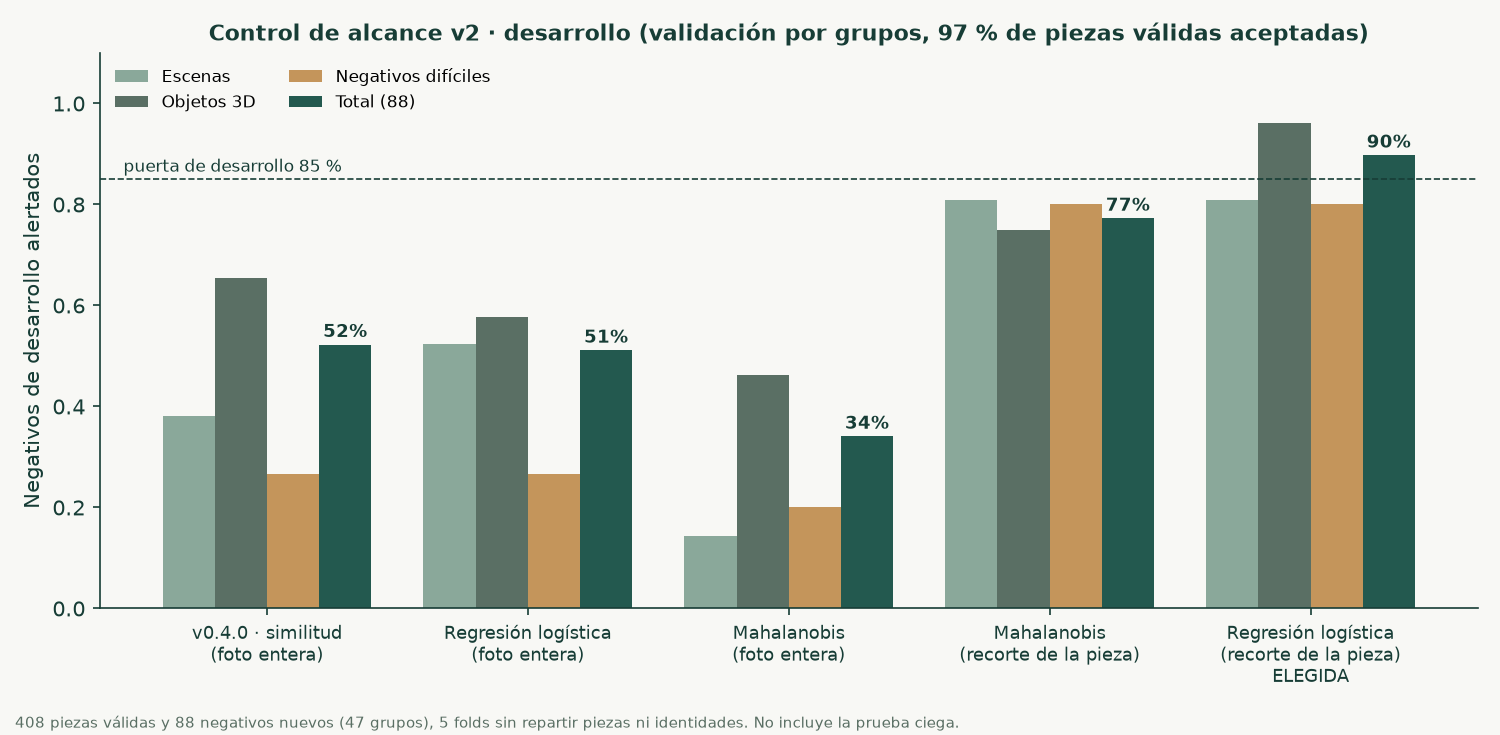 Control de alcance v2 · desarrollo (validación por grupos, 97 % de piezas válidas aceptadas)
Escenas
Objetos 3D
Negativos difíciles
Total (88)
puerta de desarrollo 85 %
Negativos de desarrollo alertados
1.0
0.8
0.6
0.4
0.2
0.0
52%
51%
34%
77%
90%
v0.4.0 · similitud
(foto entera)
Regresión logística
(foto entera)
Mahalanobis
(foto entera)
Mahalanobis
(recorte de la pieza)
Regresión logística
(recorte de la pieza)
ELEGIDA
408 piezas válidas y 88 negativos nuevos (47 grupos), 5 folds sin repartir piezas ni identidades. No incluye la prueba ciega.